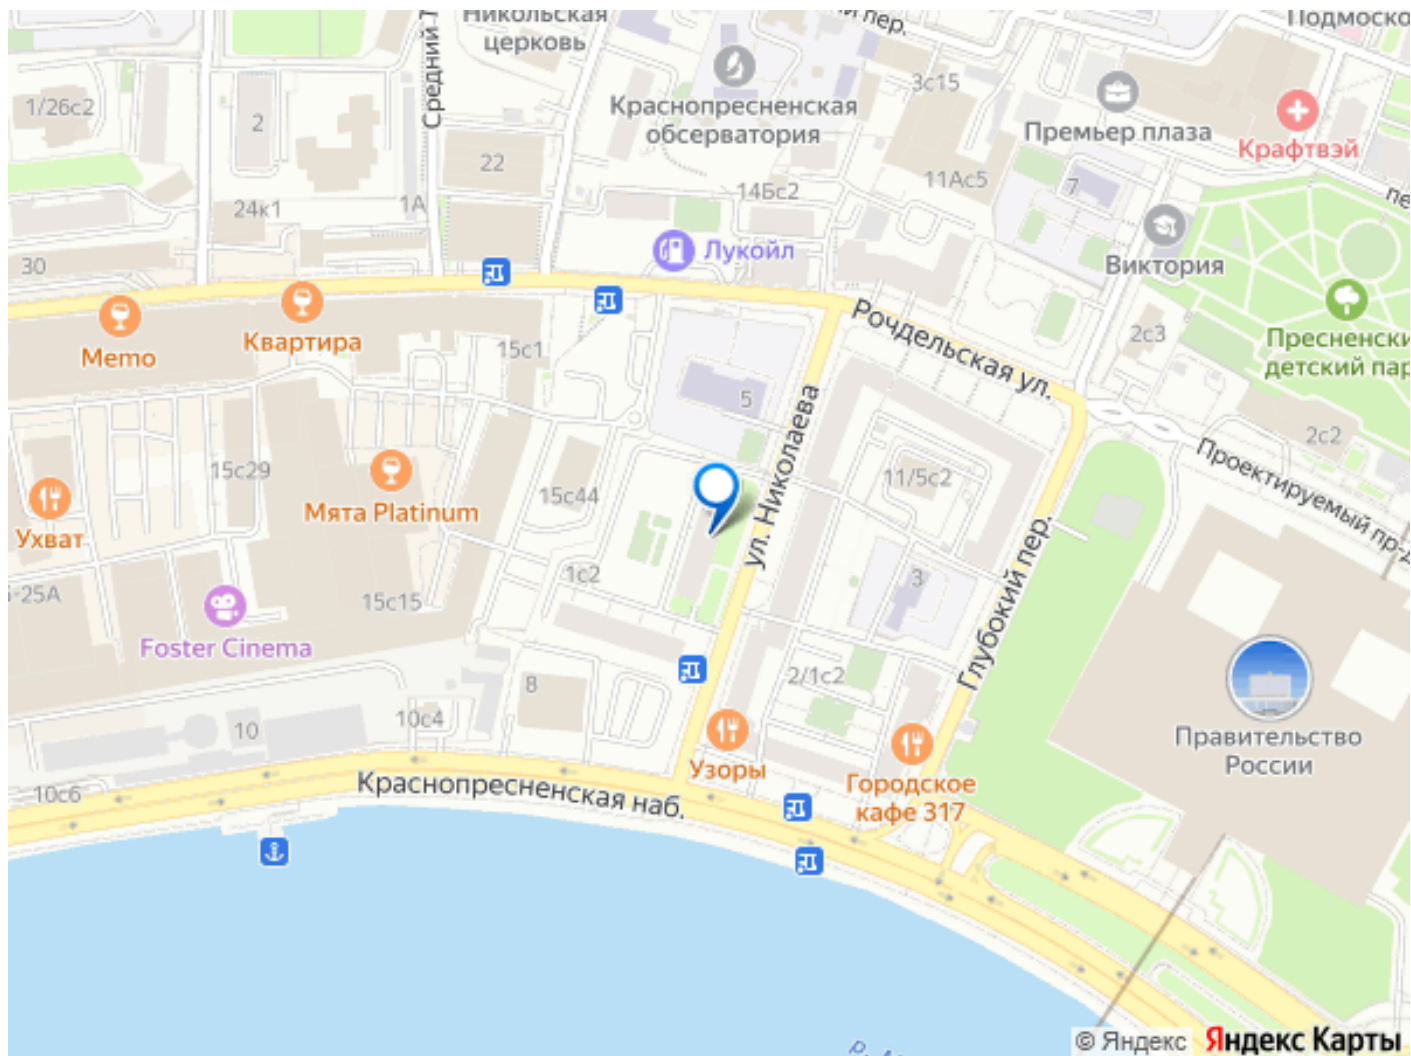 Никольская
церковь
пер.
Подмоско
Средний
1/26с2
2
Краснопресненская
обсерватория
3с15
Премьер плаза
Крафтвэй
22
14Бс2
11Ас5
7
пе
24к1
1А
30
Лукойл
Виктория
Memo
Квартира
15с1
Рочдельская ул.
2с3
Пресненски
детский пар
5
ул. Николаева
2с2
15с29
15с44
11/5с2
Проектируемый пр-д
Мята Platinum
Ухват
1с2
3
Глубокий пер.
5-25А
15с15
Foster Cinema
8
2/1с2
10
10с4
Узоры
Правительство
России
10с6
Краснопресненская наб.
Городское
кафе 317
р.
© Яндекс Яндекс Карты